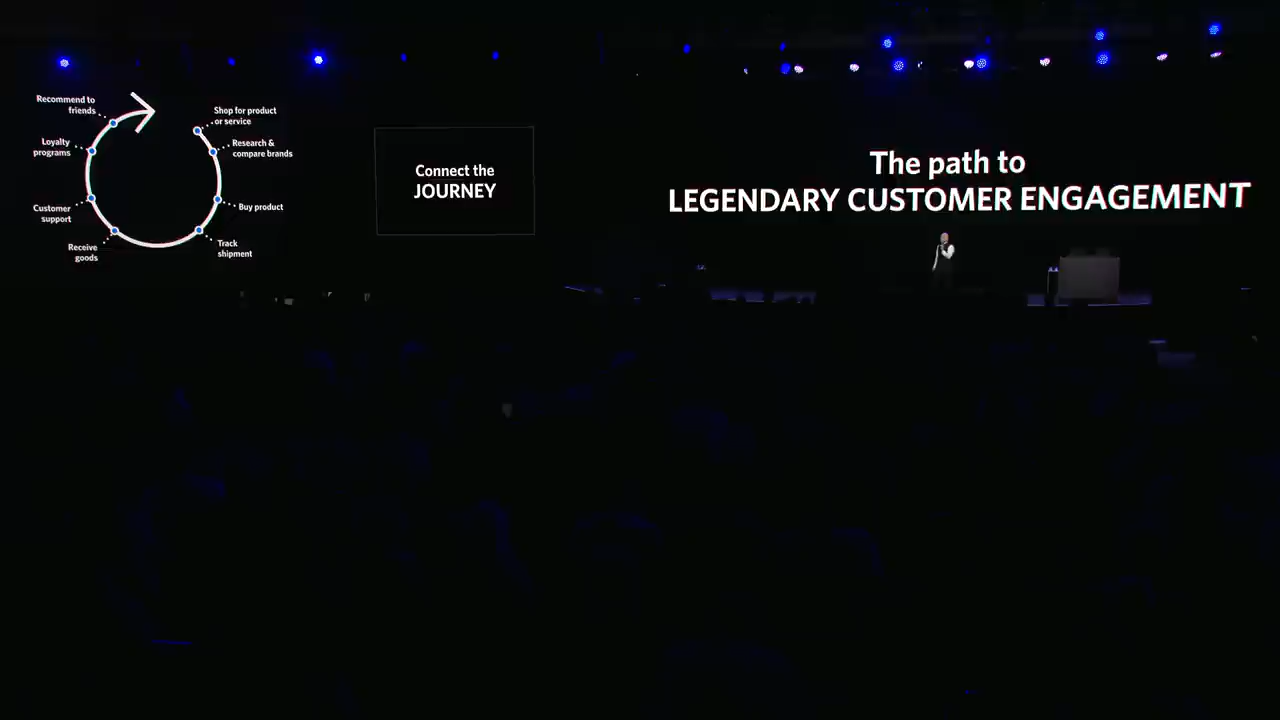 Recommend to
friends
Loyalty
programs
Customer
support
Receive
goods
Shop for product
or service
Research &
compare brands
Buy product
Track
shipment
Connect the
JOURNEY
The path to
LEGENDARY CUSTOMER ENGAGEMENT